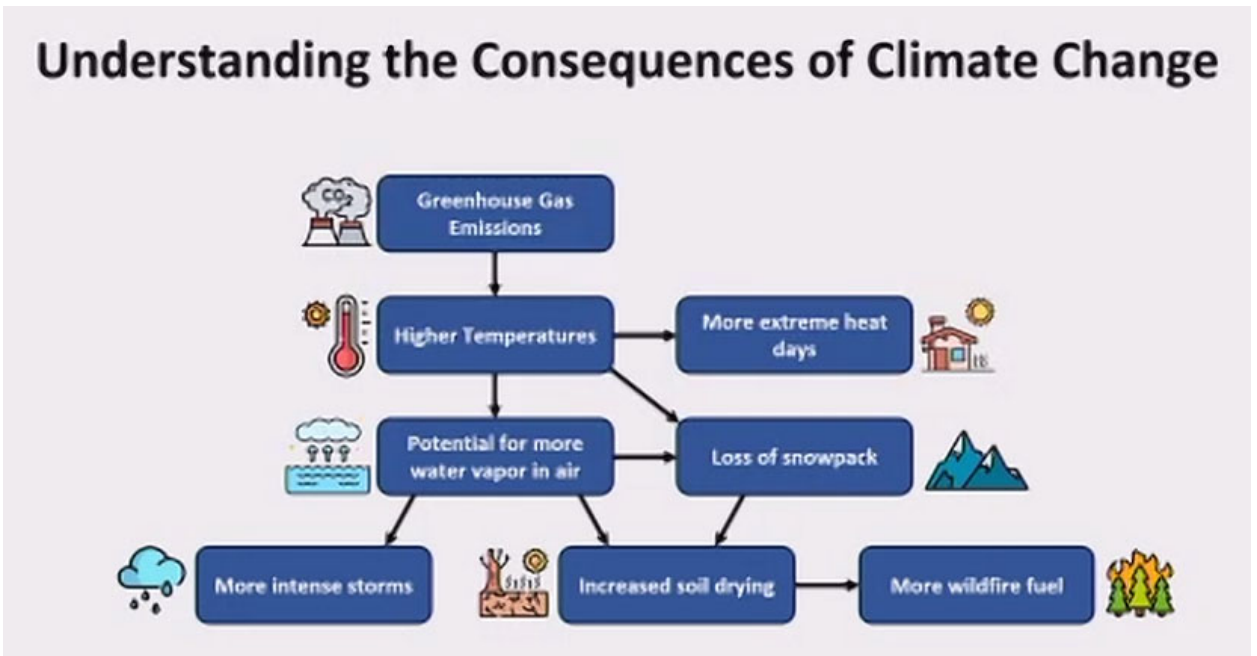 Understanding the Consequences of Climate Change
CO2
Greenhouse Gas
Emissions
Higher Temperatures
More extreme heat
days
Potential for more
water vapor in air
Loss of snowpack
More intense storms
Increased soil drying
More wildfire fuel